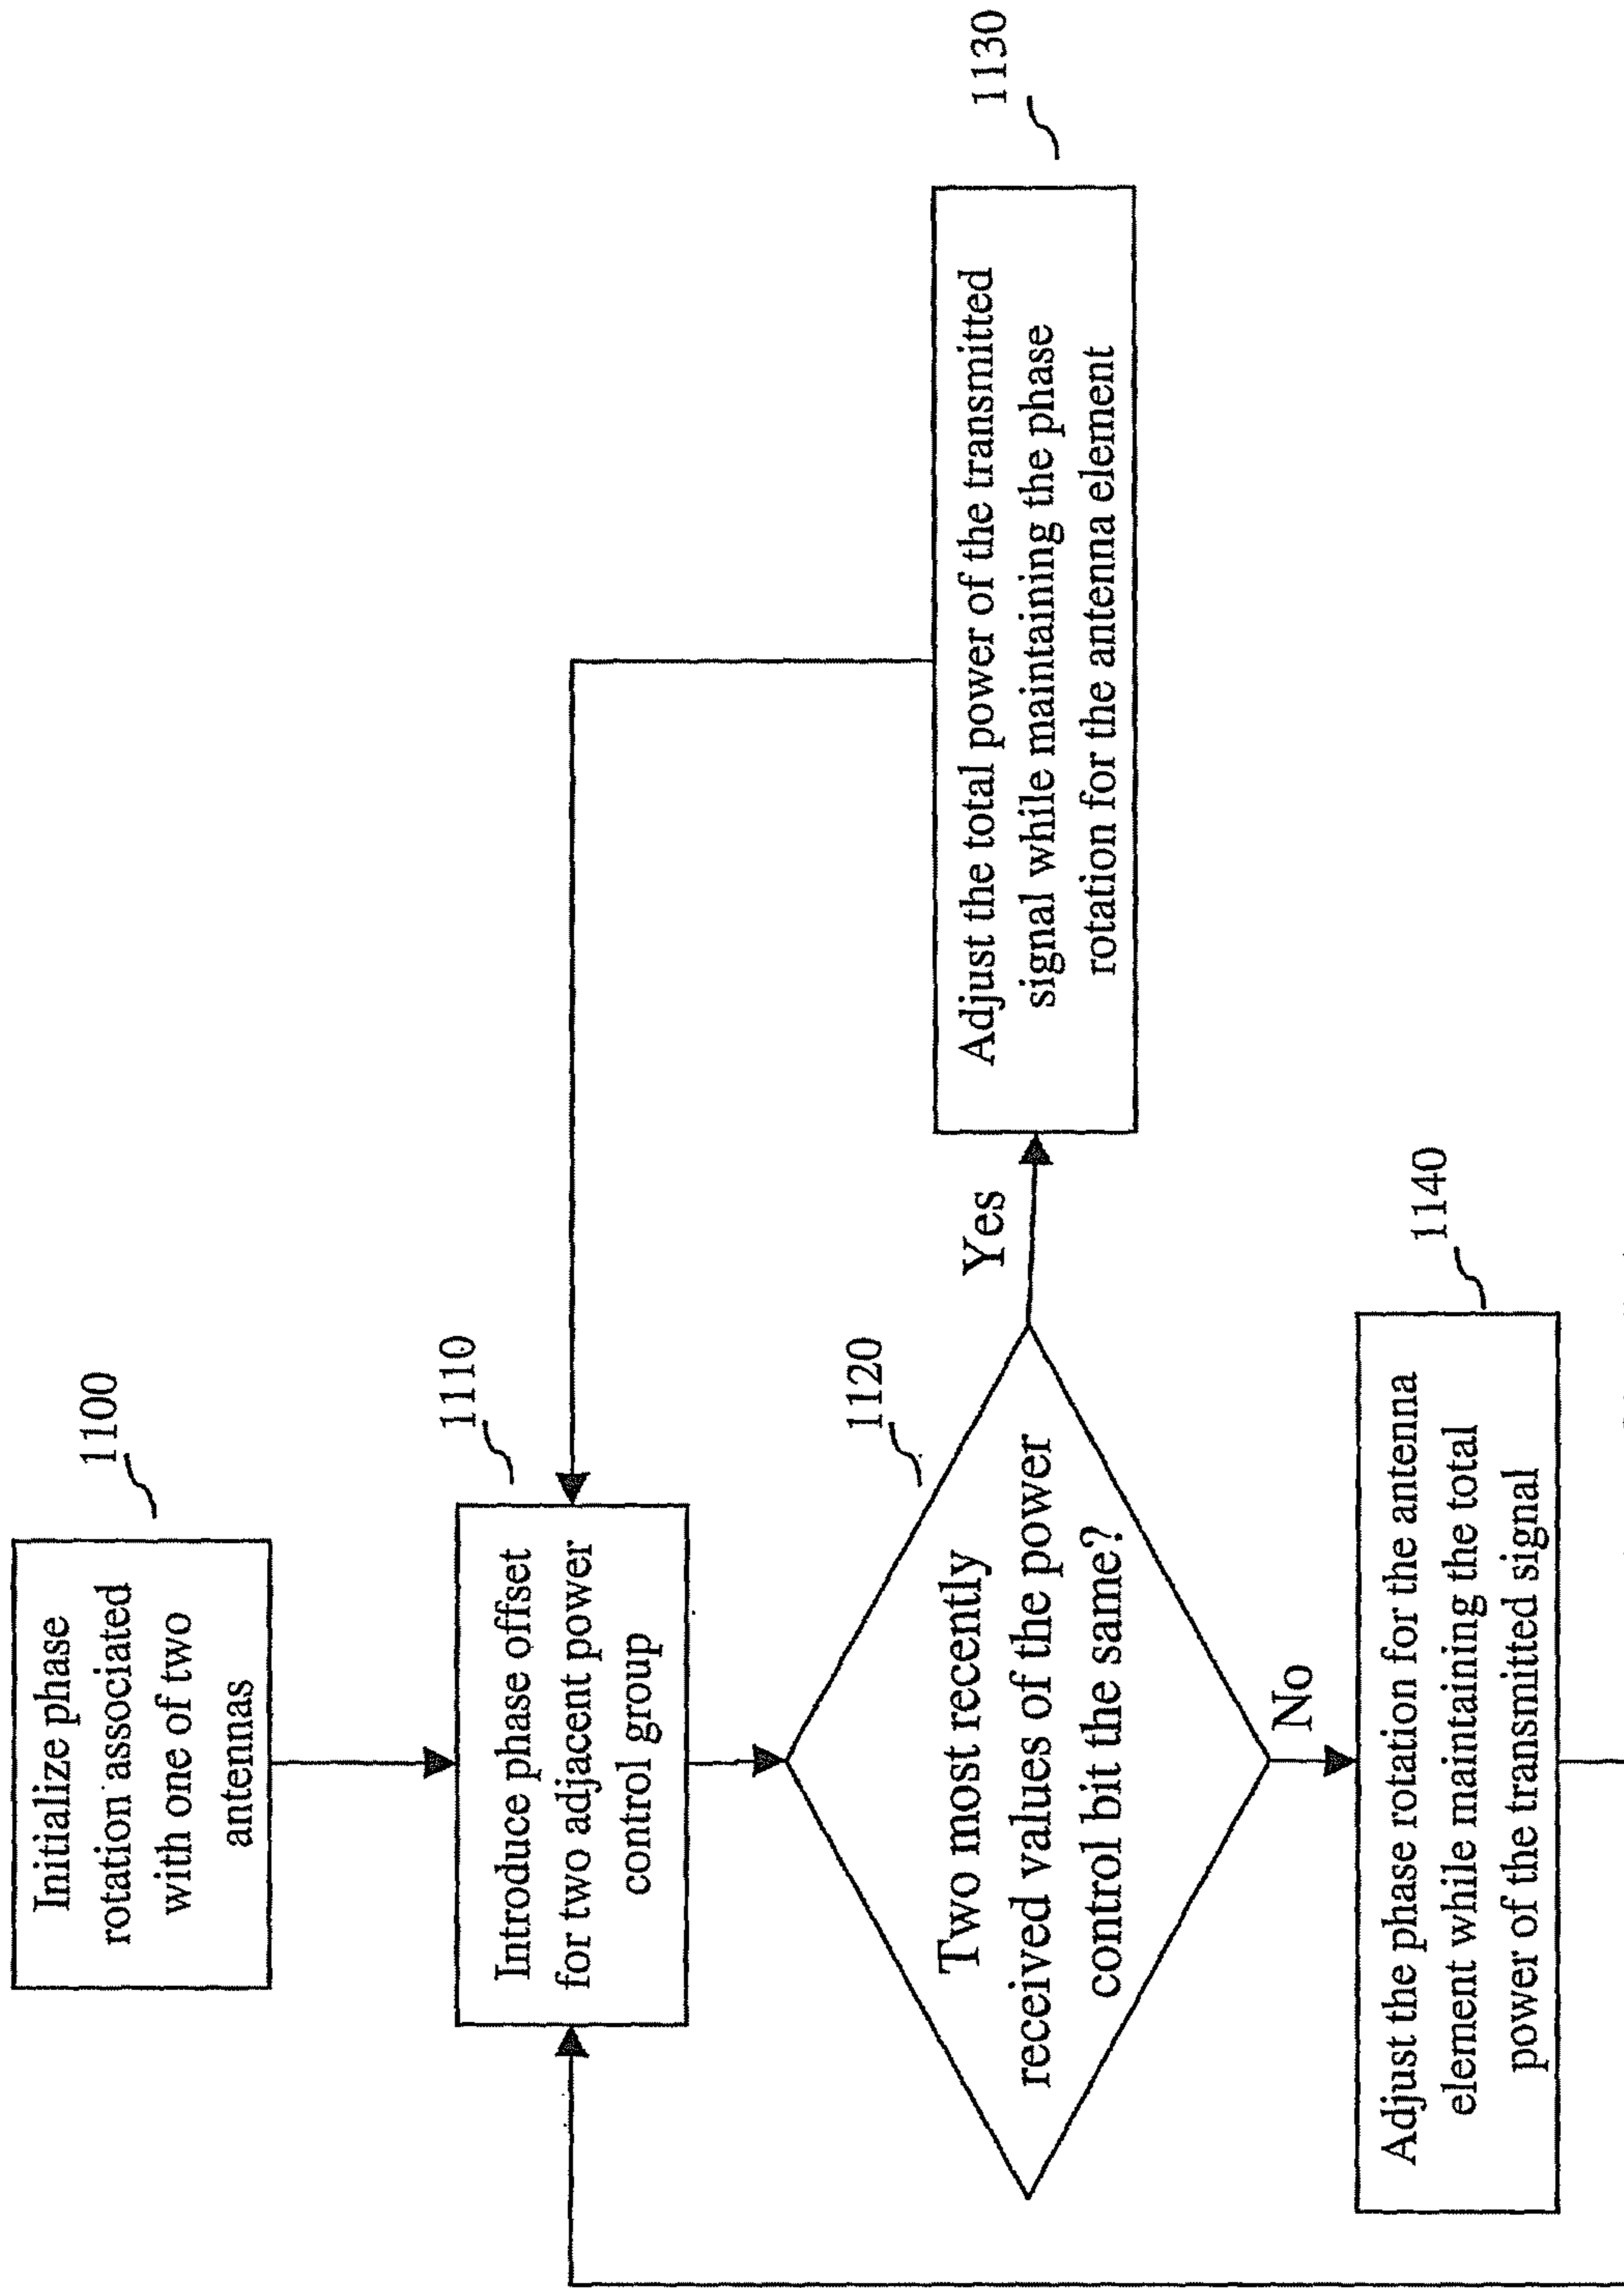 Initialize phase
rotation associated
with one of two
antennas
1100
Introduce phase offset
for two adjacent power
control group
1110
Two most recently
received values of the power
control bit the same?
1120
Yes
Adjust the total power of the transmitted
signal while maintaining the phase
rotation for the antenna element
1130
No
Adjust the phase rotation for the antenna
element while maintaining the total
power of the transmitted signal
1140